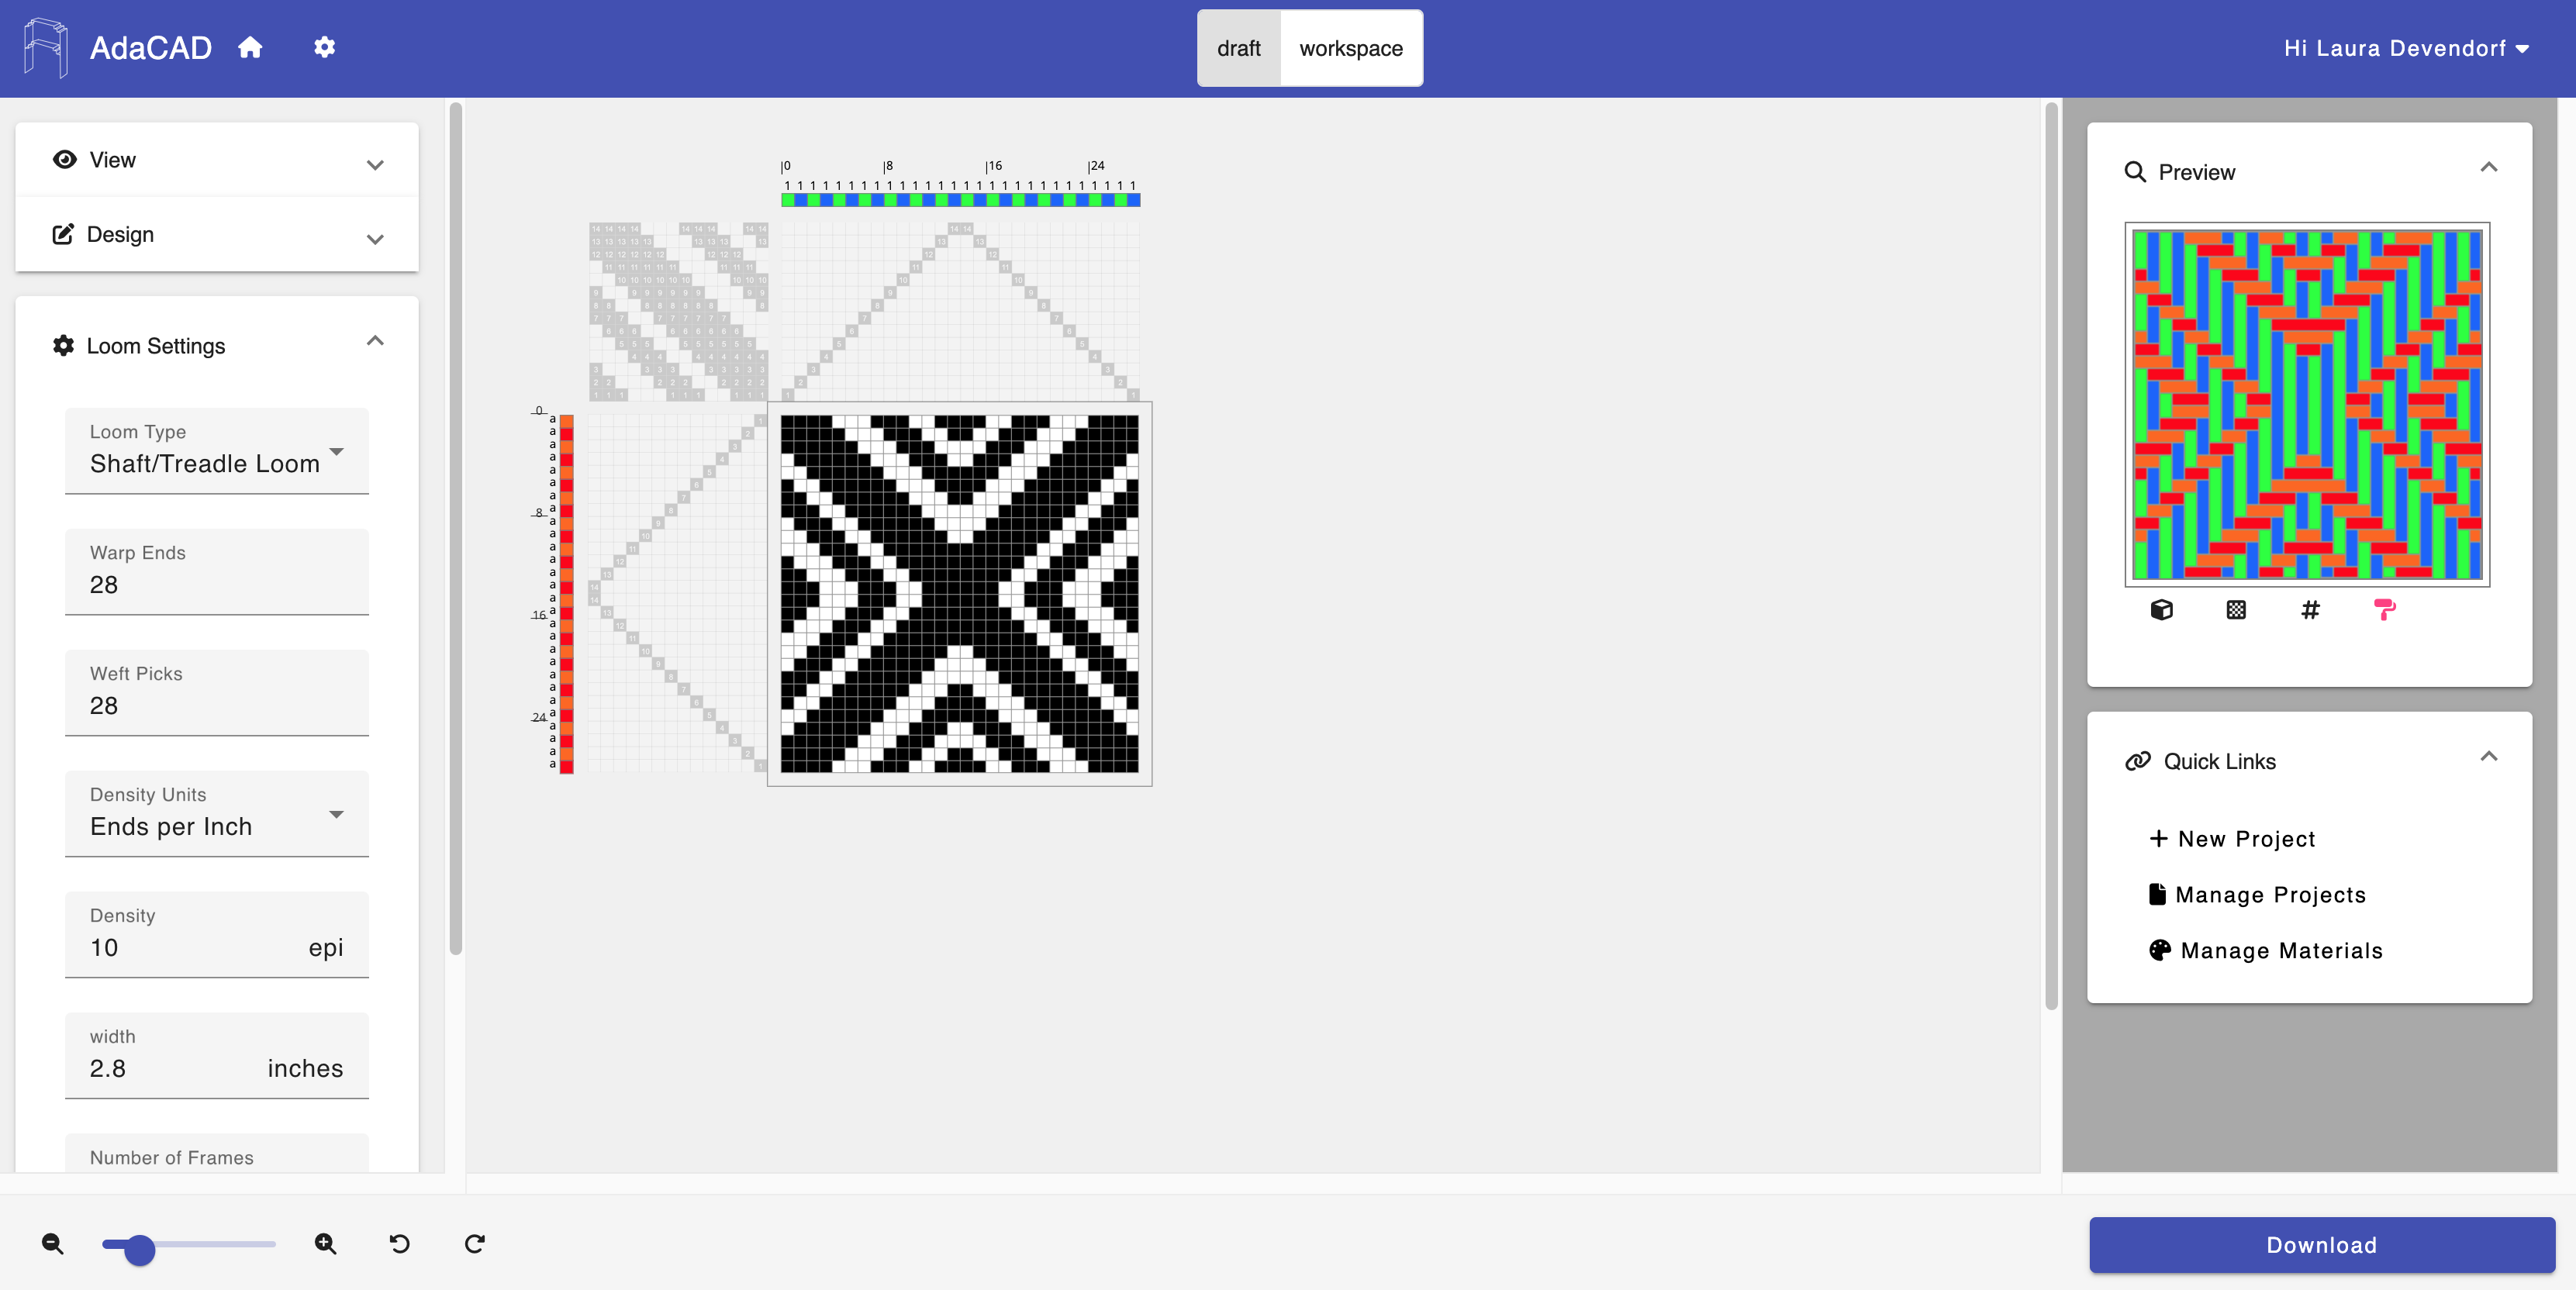 AdaCAD
draft
workspace
Hi Laura Devendorf
View
Design
Loom Settings
Loom Type
Shaft/Treadle Loom
Warp Ends
28
Weft Picks
28
Density Units
Ends per Inch
Density
10
epi
width
2.8
inches
Number of Frames
|0 |8 |16 |24
1 1 1 1 1 1 1 1 1 1 1 1 1 1 1 1 1 1 1 1 1 1 1 1 1 1 1 1
0
a
a
a
a
a
a
a
a
8
a
a
a
a
a
a
a
a
16
a
a
a
a
a
a
a
a
24
a
a
a
a
Preview
#
Quick Links
New Project
Manage Projects
Manage Materials
Download